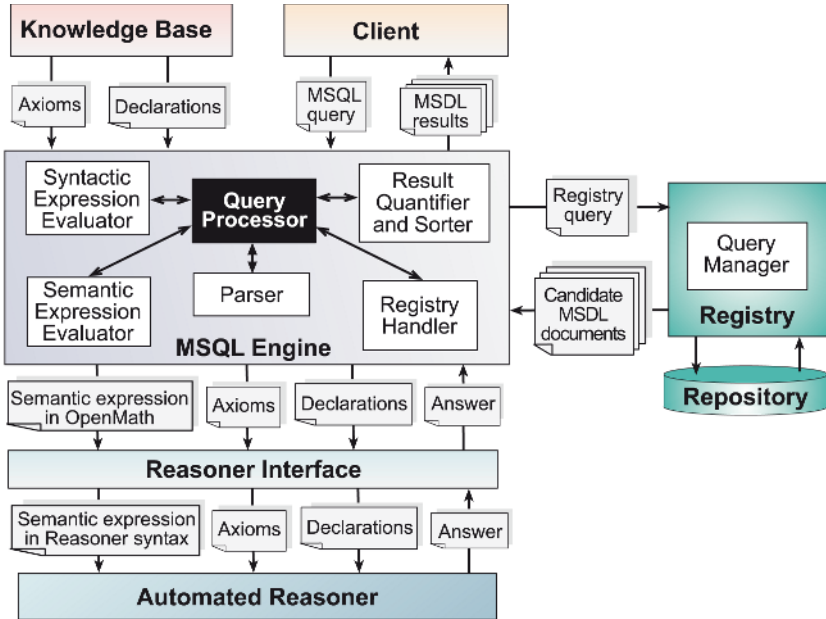 Knowledge Base
Client
Axioms
Declarations
MSQL
query
MSDL
results
Syntactic
Expression
Evaluator
Query
Processor
Result
Quantifier
and Sorter
Registry
query
Query
Manager
Semantic
Expression
Evaluator
Parser
Registry
Handler
Candidate
MSDL
documents
Registry
MSQL Engine
Repository
Semantic expression
in OpenMath
Axioms
Declarations
Answer
Reasoner Interface
Semantic expression
in Reasoner syntax
Axioms
Declarations
Answer
Automated Reasoner